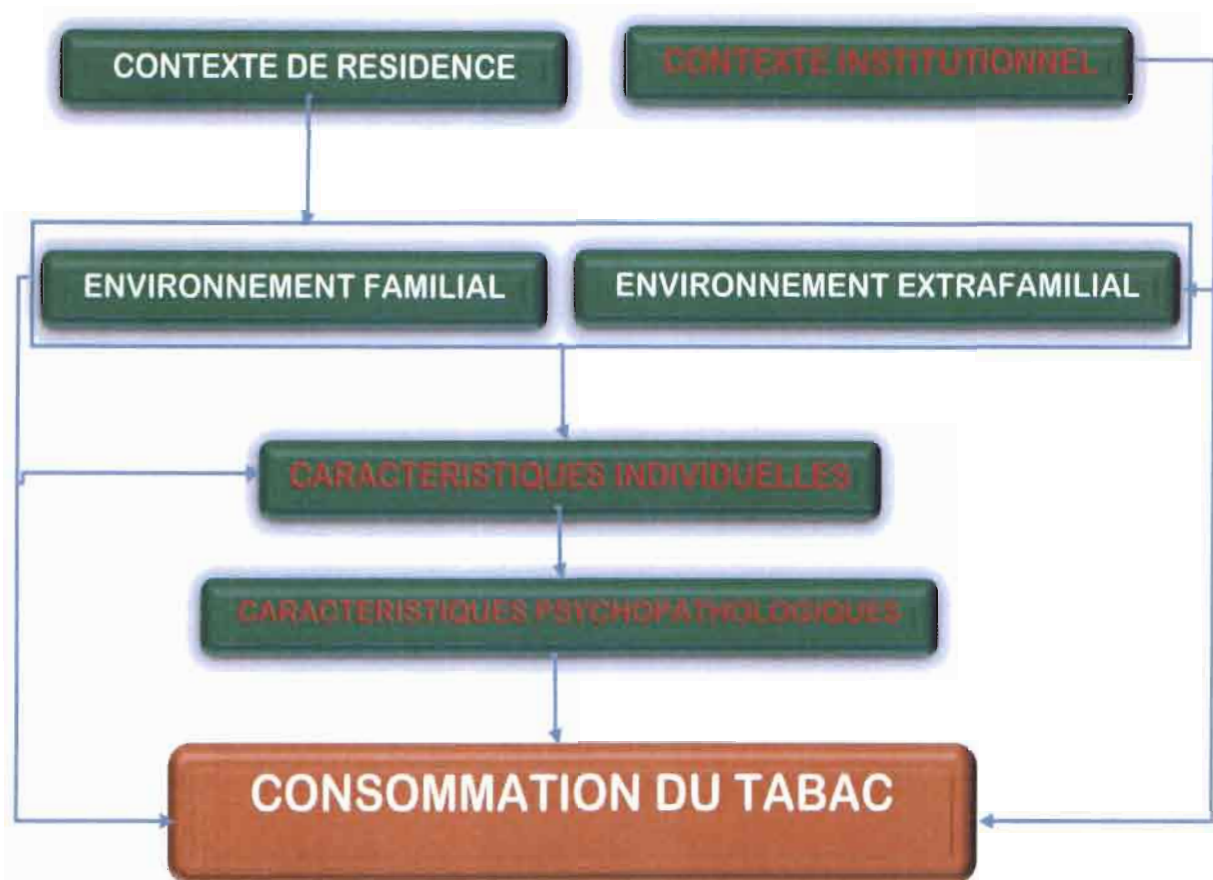 CONTEXTE DE RESIDENCE
CONTEXTE INSTITUTIONNEL
ENVIRONNEMENT FAMILIAL
ENVIRONNEMENT EXTRAFAMILIAL
CARACTERISTIQUES INDIVIDUELLES
CARACTERISTIQUES PSYCHOPATHOLOGIQUES
CONSOMMATION DU TABAC